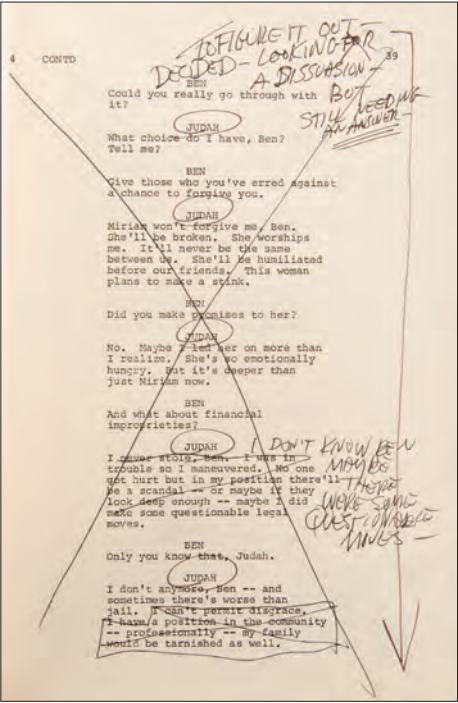 TO FIGURE IT OUT —
DECIDED — LOOKING FOR
A DISSUASION —
BUT
STILL NEEDING
AN ANSWER —
4 CONTD 39
BEN
Could you really go through with
it?
JUDAH
What choice do I have, Ben?
Tell me?
BEN
Give those who you've erred against
a chance to forgive you.
JUDAH
Miriam won't forgive me, Ben.
She'll be broken. She worships
me. It'll never be the same
between us. She'll be humiliated
before our friends. This woman
plans to make a stink.
BEN
Did you make promises to her?
JUDAH
No. Maybe I led her on more than
I realize. She's so emotionally
hungry. But it's deeper than
just Miriam now.
BEN
And what about financial
improprieties?
JUDAH
I never stole, Ben. I was in
trouble so I maneuvered. No one
got hurt but in my position there'll
be a scandal -- or maybe if they
look deep enough -- maybe I did
make some questionable legal
moves.
I DON'T KNOW BEN
MAYBE
THERE
WERE SOME
QUESTIONABLE
MOVES —
BEN
Only you know that, Judah.
JUDAH
I don't anymore, Ben -- and
sometimes there's worse than
jail. I can't permit disgrace.
I have a position in the community
-- professionally -- my family
would be tarnished as well.